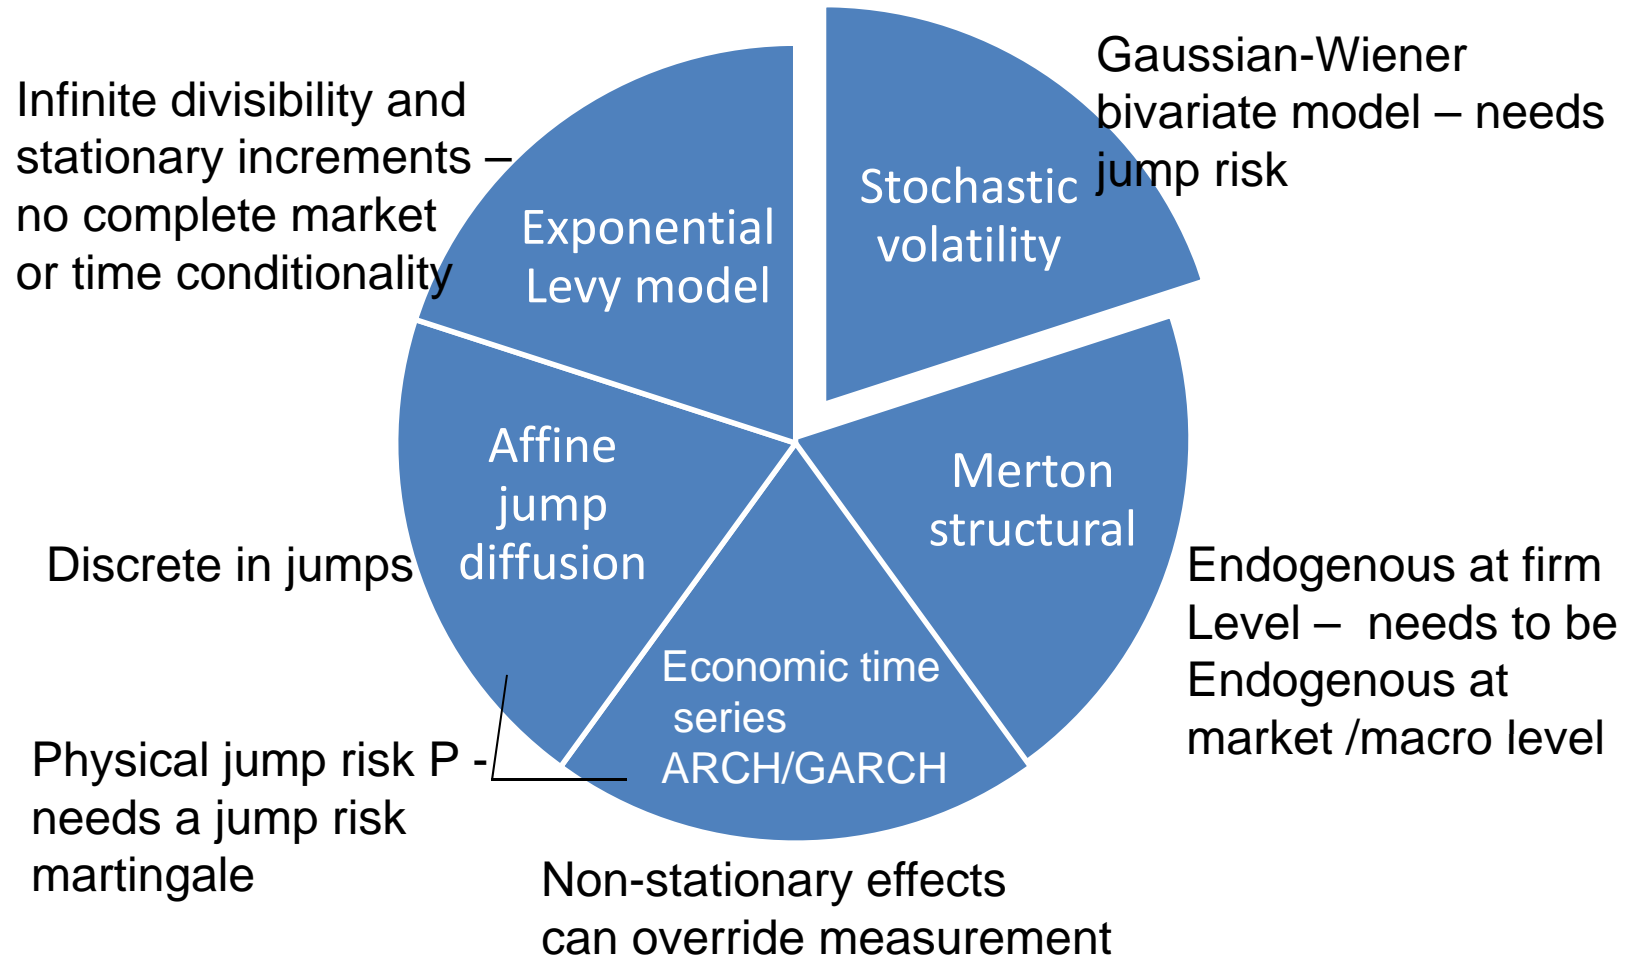 Gaussian-Wiener
bivariate model – needs
jump risk
Infinite divisibility and
stationary increments –
no complete market
or time conditionality
Stochastic
volatility
Exponential
Levy model
Affine
jump
diffusion
Merton
structural
Discrete in jumps
Endogenous at firm
Level –  needs to be
Endogenous at
market /macro level
Economic time
series
ARCH/GARCH
Physical jump risk P -
needs a jump risk
martingale
Non-stationary effects
can override measurement